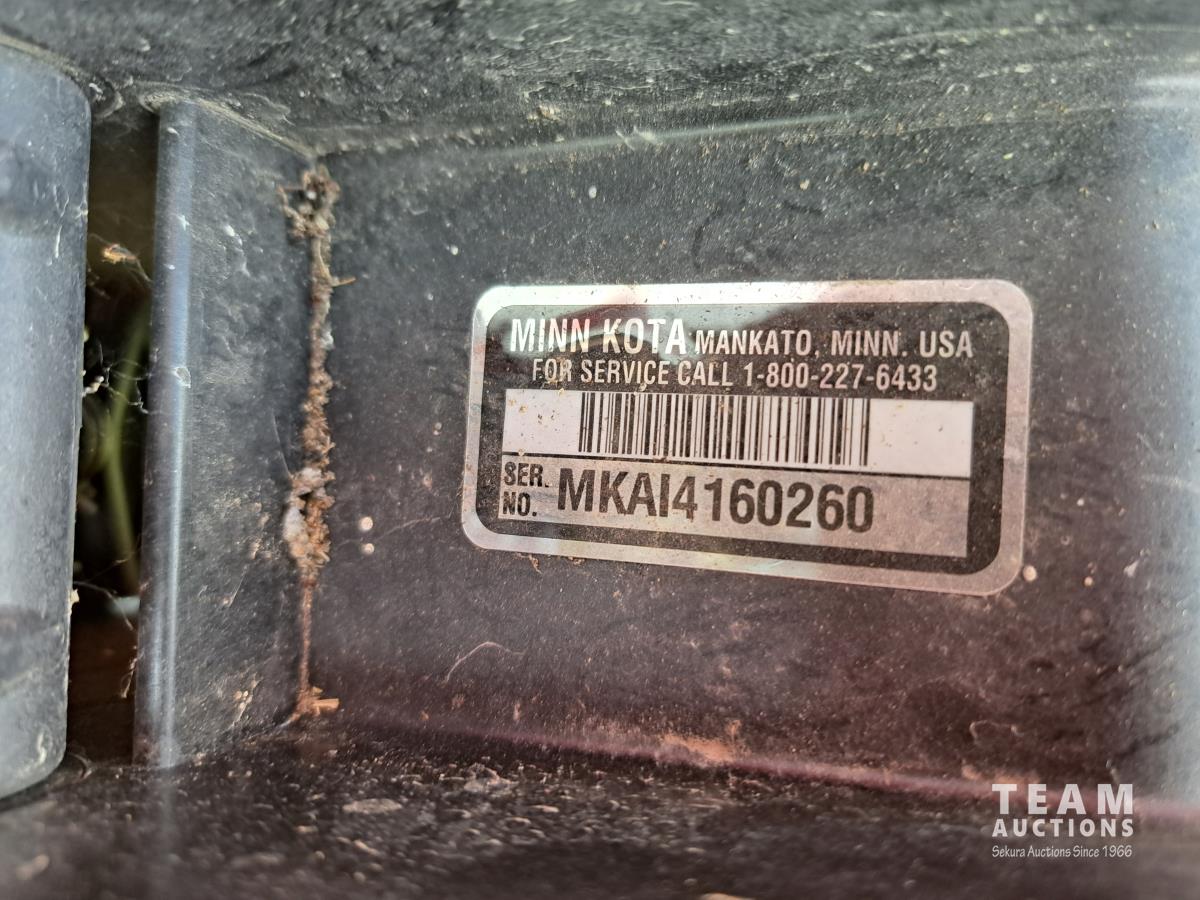 MINN KOTA MANKATO, MINN. USA
FOR SERVICE CALL 1-800-227-6433
SER. NO. MKAI4160260
TEAM
AUCTIONS
Sekura Auctions Since 1966